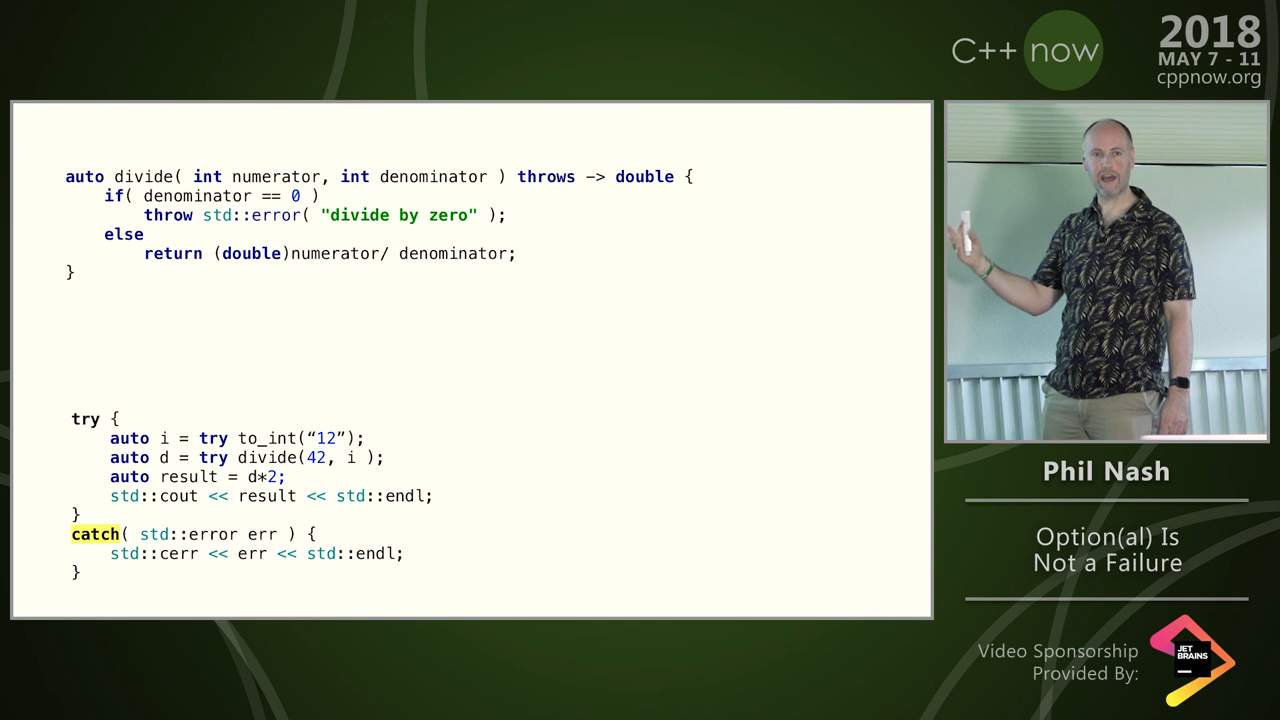 C++ now
2018
MAY 7 - 11
cppnow.org
auto divide( int numerator, int denominator ) throws -> double {
    if( denominator == 0 )
        throw std::error( "divide by zero" );
    else
        return (double)numerator/ denominator;
}
try {
    auto i = try to_int(“12”);
    auto d = try divide(42, i );
    auto result = d*2;
    std::cout << result << std::endl;
}
catch( std::error err ) {
    std::cerr << err << std::endl;
}
Phil Nash
Option(al) Is
Not a Failure
Video Sponsorship
Provided By:
JET
BRAINS